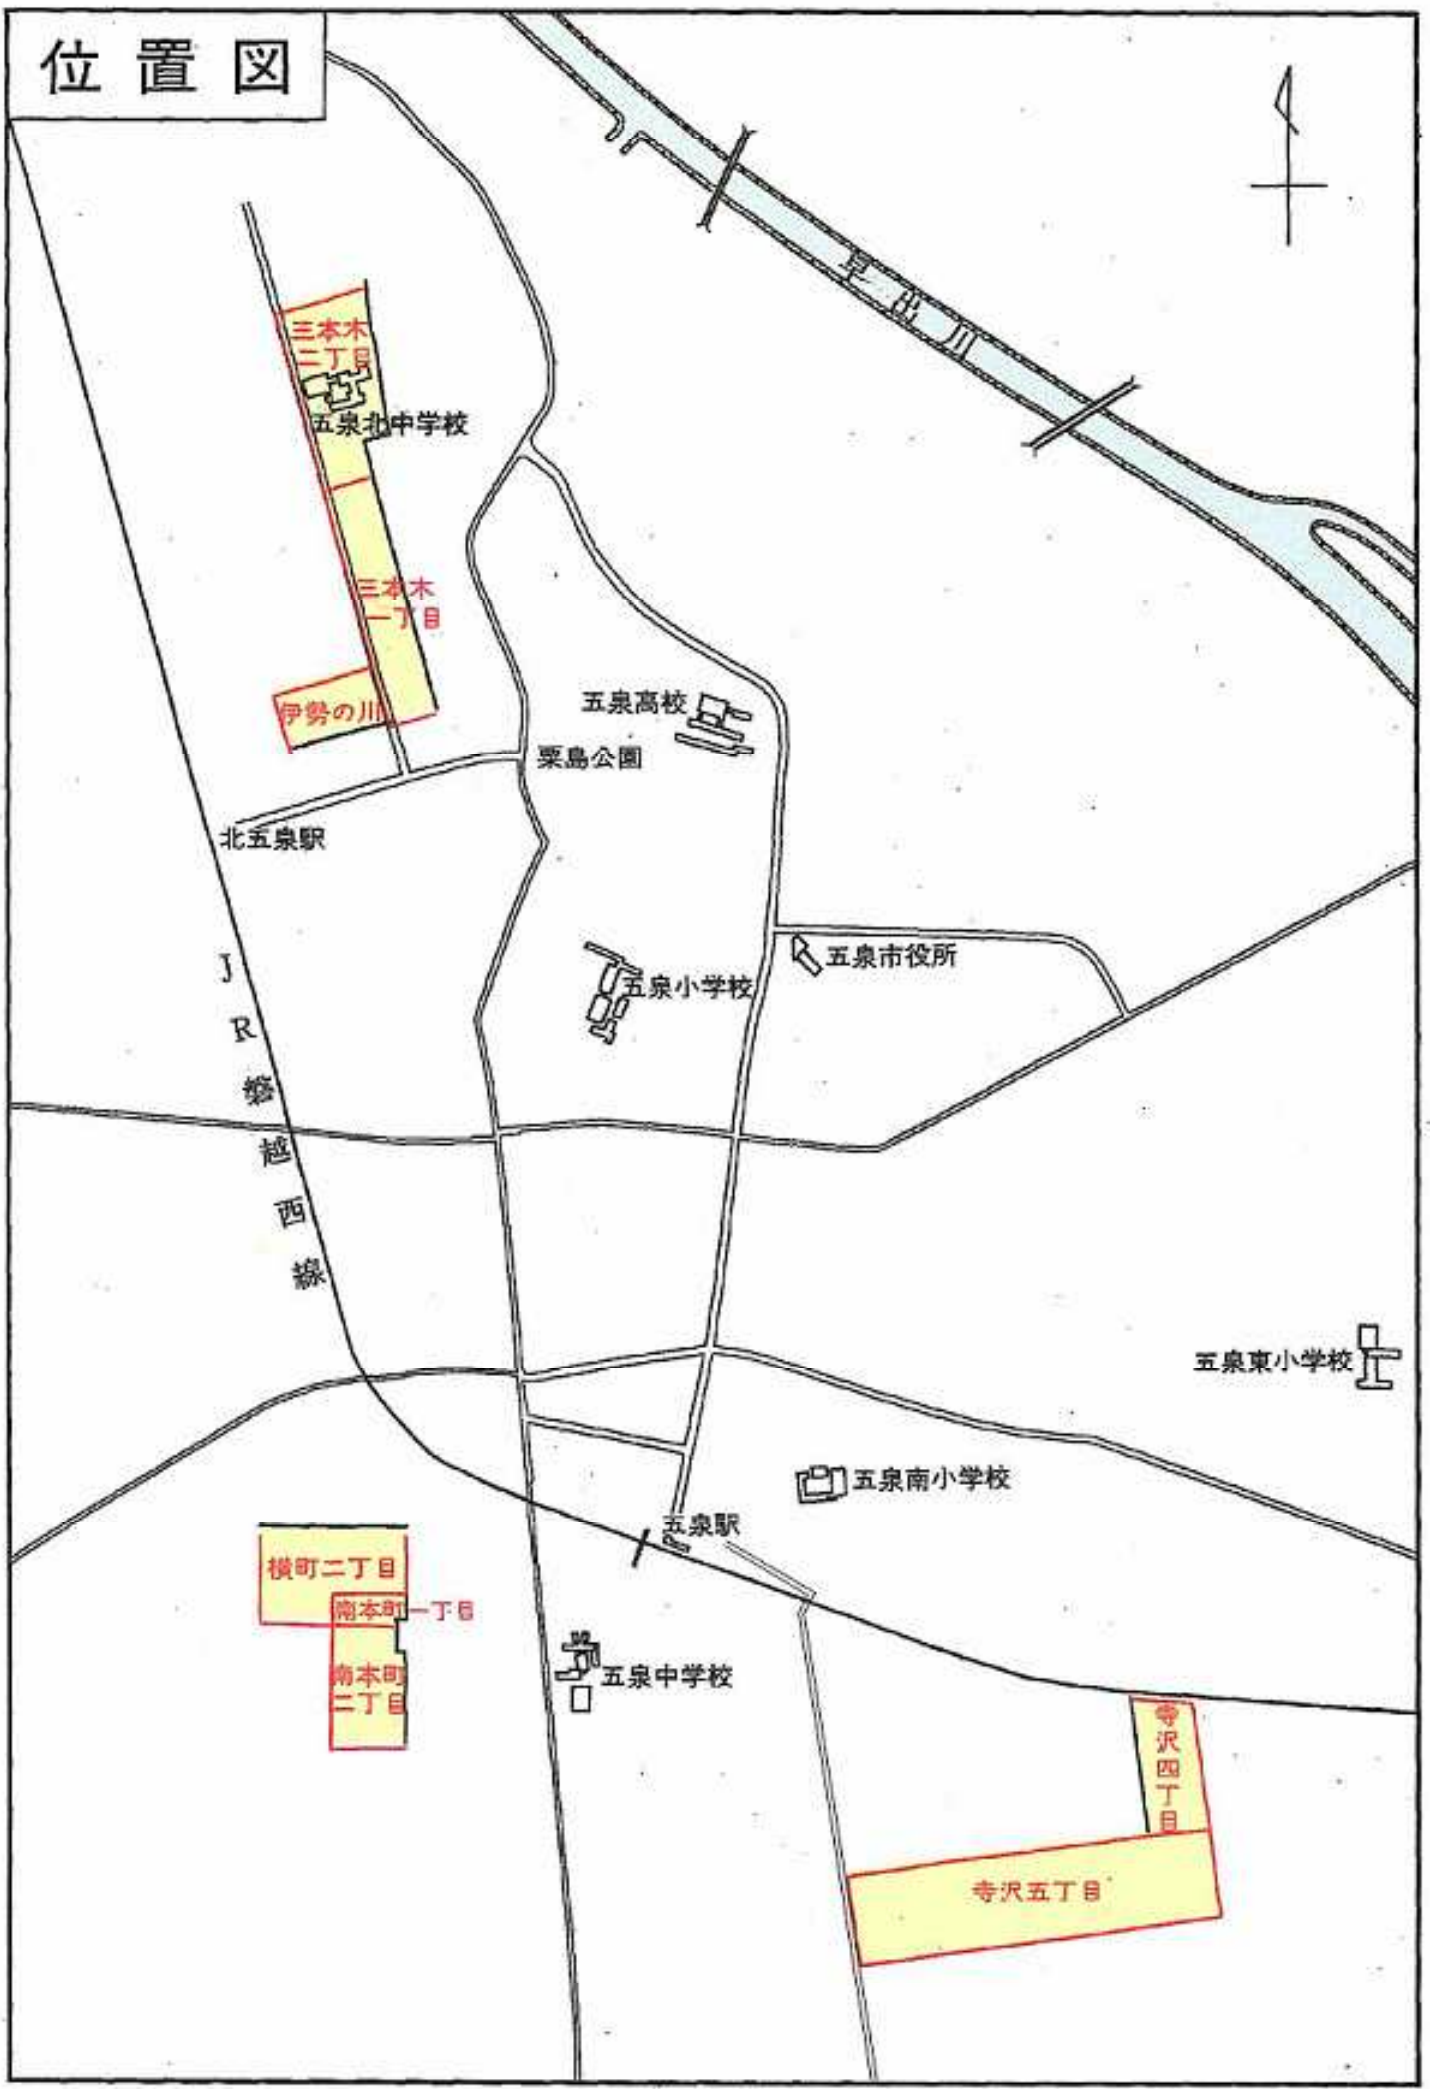 位置図
早出川
三本木
二丁目
五泉北中学校
三本木
一丁目
伊勢の川
五泉高校
粟島公園
北五泉駅
五泉市役所
五泉小学校
JR磐越西線
五泉東小学校
五泉南小学校
五泉駅
横町二丁目
南本町一丁目
南本町
二丁目
五泉中学校
寺沢四丁目
寺沢五丁目